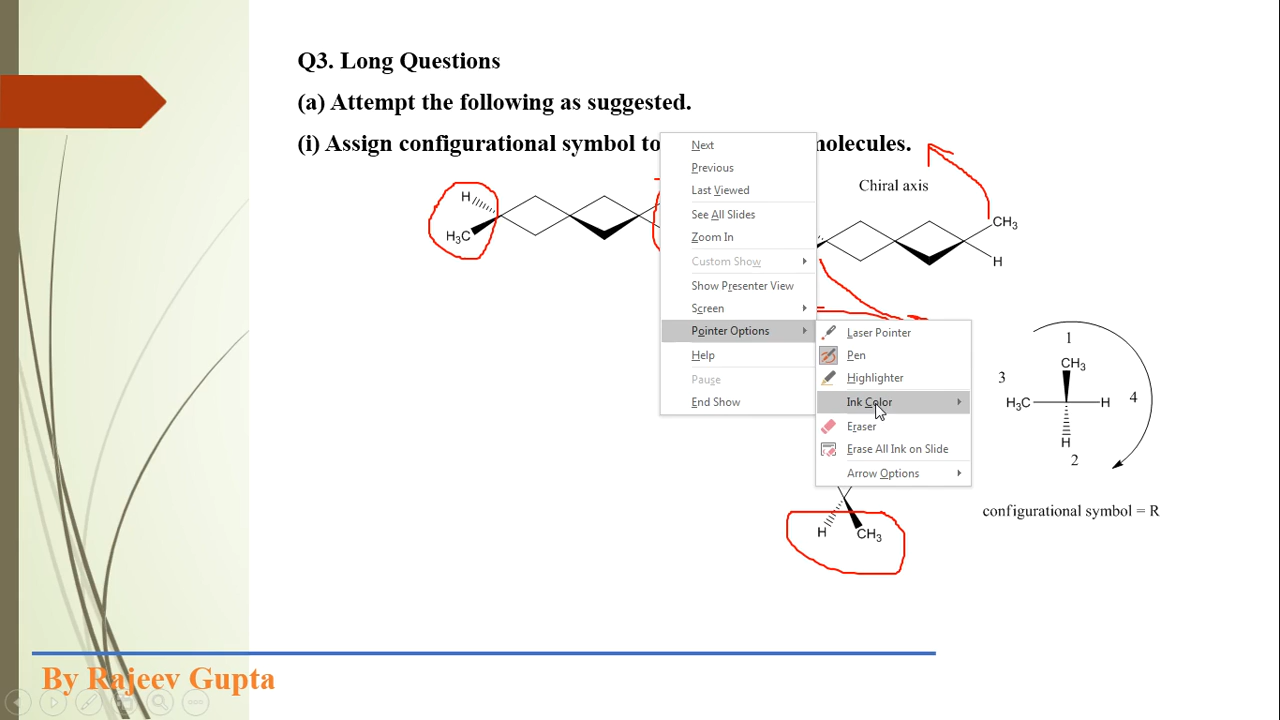 Q3. Long Questions
(a) Attempt the following as suggested.
(i) Assign configurational symbol to
molecules.
Chiral axis
H
H3C
CH3
H
Next
Previous
Last Viewed
See All Slides
Zoom In
Custom Show
Show Presenter View
Screen
Pointer Options
Help
Pause
End Show
Laser Pointer
Pen
Highlighter
Ink Color
Eraser
Erase All Ink on Slide
Arrow Options
1
CH3
3
H3C
H
4
H
2
configurational symbol = R
H
CH3
By Rajeev Gupta